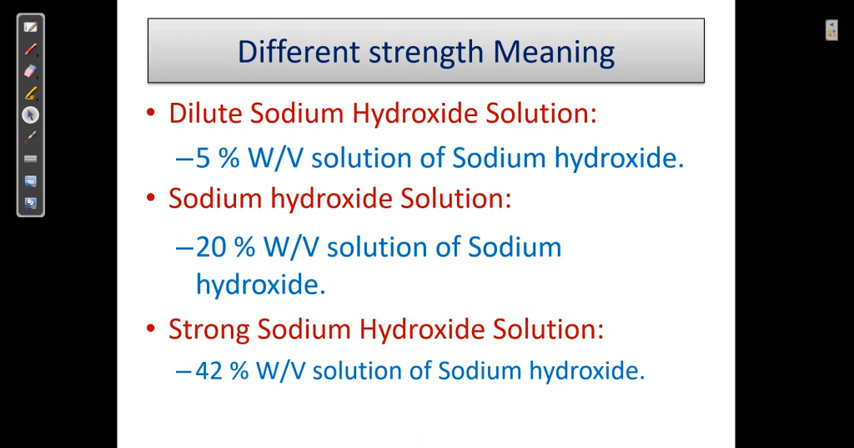 Different strength Meaning
• Dilute Sodium Hydroxide Solution:
–5 % W/V solution of Sodium hydroxide.
• Sodium hydroxide Solution:
–20 % W/V solution of Sodium
hydroxide.
• Strong Sodium Hydroxide Solution:
–42 % W/V solution of Sodium hydroxide.